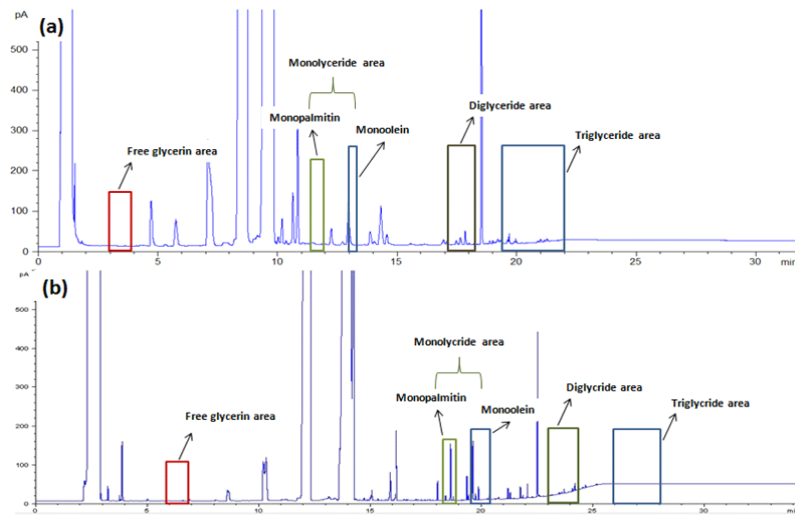 pA
(a)
500
Monolyceride area
400
Monopalmitin
Monoolein
Diglyceride area
300
Free glycerin area
Triglyceride area
200
100
0
0 5 10 15 20 25 30 min
pA
(b)
500
Monolycride area
400
Monopalmitin
Monoolein
Diglycride area
300
Free glycerin area
Triglycride area
200
100
0
0 5 10 15 20 25 30 min